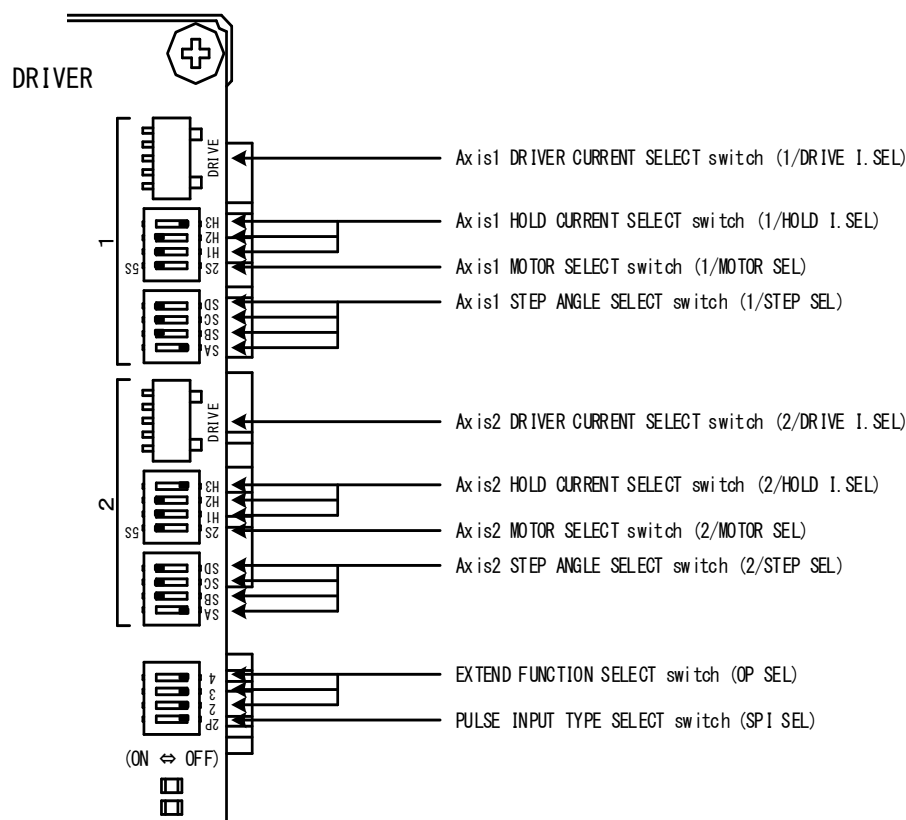 DRIVER
1
DRIVE
Axis1 DRIVER CURRENT SELECT switch (1/DRIVE I.SEL)
H3
Axis1 HOLD CURRENT SELECT switch (1/HOLD I.SEL)
H2
H1
5S
2S
Axis1 MOTOR SELECT switch (1/MOTOR SEL)
SD
Axis1 STEP ANGLE SELECT switch (1/STEP SEL)
SC
SB
SA
2
DRIVE
Axis2 DRIVER CURRENT SELECT switch (2/DRIVE I.SEL)
H3
Axis2 HOLD CURRENT SELECT switch (2/HOLD I.SEL)
H2
H1
5S
2S
Axis2 MOTOR SELECT switch (2/MOTOR SEL)
SD
Axis2 STEP ANGLE SELECT switch (2/STEP SEL)
SC
SB
SA
4
EXTEND FUNCTION SELECT switch (OP SEL)
3
2
2P
PULSE INPUT TYPE SELECT switch (SPI SEL)
(ON ⇔ OFF)